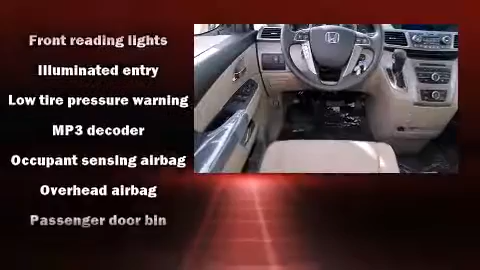 Front reading lights
Illuminated entry
Low tire pressure warning
MP3 decoder
Occupant sensing airbag
Overhead airbag
Passenger door bin